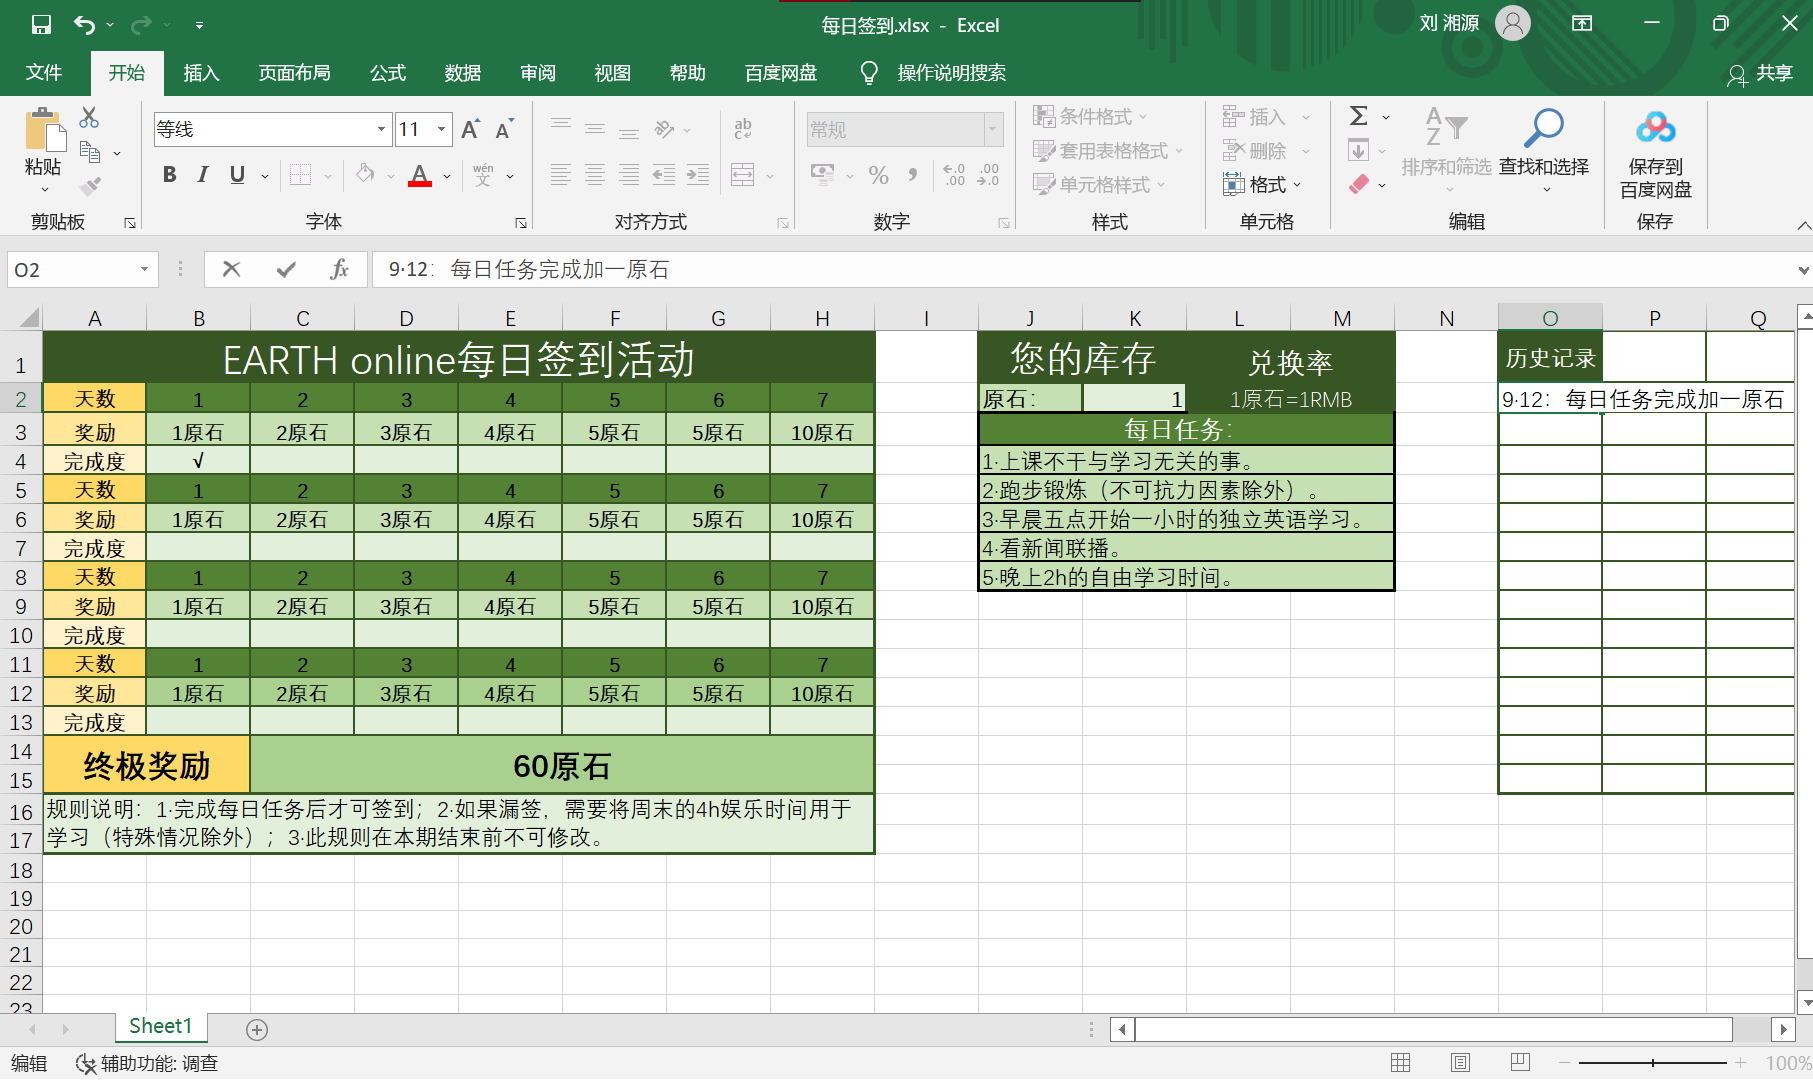 每日签到.xlsx - Excel
刘 湘源
文件 开始 插入 页面布局 公式 数据 审阅 视图 帮助 百度网盘 操作说明搜索 共享
粘贴
剪贴板
等线 11
B I U A wén 文
字体
ab
对齐方式
常规
% , .00 .00
数字
条件格式
套用表格格式
单元格样式
样式
插入
删除
格式
单元格
排序和筛选
查找和选择
编辑
保存到
百度网盘
保存
O2 fx 9·12：每日任务完成加一原石
A B C D E F G H I J K L M N O P Q
1 EARTH online每日签到活动 您的库存 兑换率 历史记录
2 天数 1 2 3 4 5 6 7 原石： 1 1原石=1RMB 9·12：每日任务完成加一原石
3 奖励 1原石 2原石 3原石 4原石 5原石 5原石 10原石 每日任务：
4 完成度 √ 1·上课不干与学习无关的事。
5 天数 1 2 3 4 5 6 7 2·跑步锻炼（不可抗力因素除外）。
6 奖励 1原石 2原石 3原石 4原石 5原石 5原石 10原石 3·早晨五点开始一小时的独立英语学习。
7 完成度 4·看新闻联播。
8 天数 1 2 3 4 5 6 7 5·晚上2h的自由学习时间。
9 奖励 1原石 2原石 3原石 4原石 5原石 5原石 10原石
10 完成度
11 天数 1 2 3 4 5 6 7
12 奖励 1原石 2原石 3原石 4原石 5原石 5原石 10原石
13 完成度
14 终极奖励 60原石
15
16 规则说明：1·完成每日任务后才可签到；2·如果漏签，需要将周末的4h娱乐时间用于
17 学习（特殊情况除外）；3·此规则在本期结束前不可修改。
18
19
20
21
22
23
Sheet1
编辑 辅助功能: 调查 100%